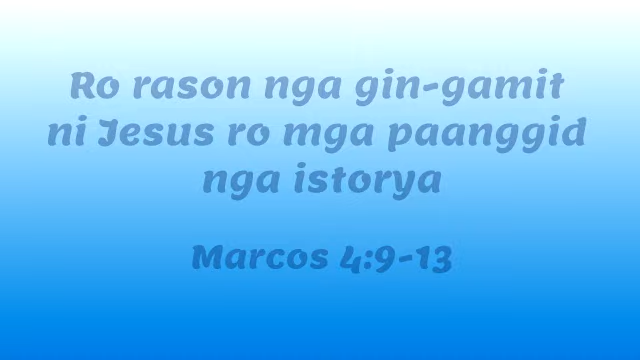 Ro rason nga gin-gamit
ni Jesus ro mga paanggid
nga istorya
Marcos 4:9-13